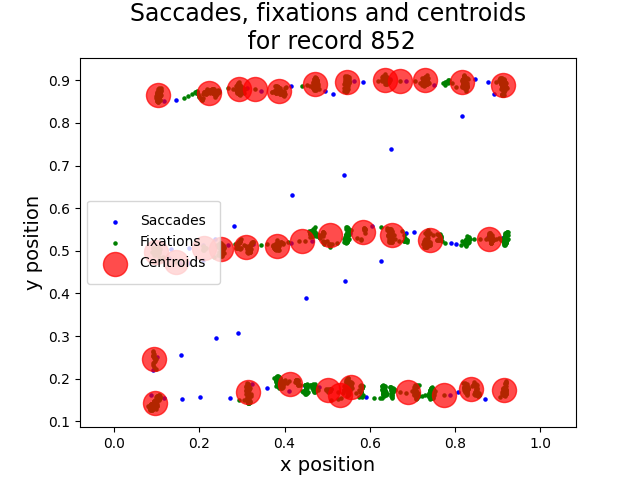 Saccades, fixations and centroids
for record 852
y position
0.9
0.8
0.7
0.6
0.5
0.4
0.3
0.2
0.1
Saccades
Fixations
Centroids
0.0 0.2 0.4 0.6 0.8 1.0
x position